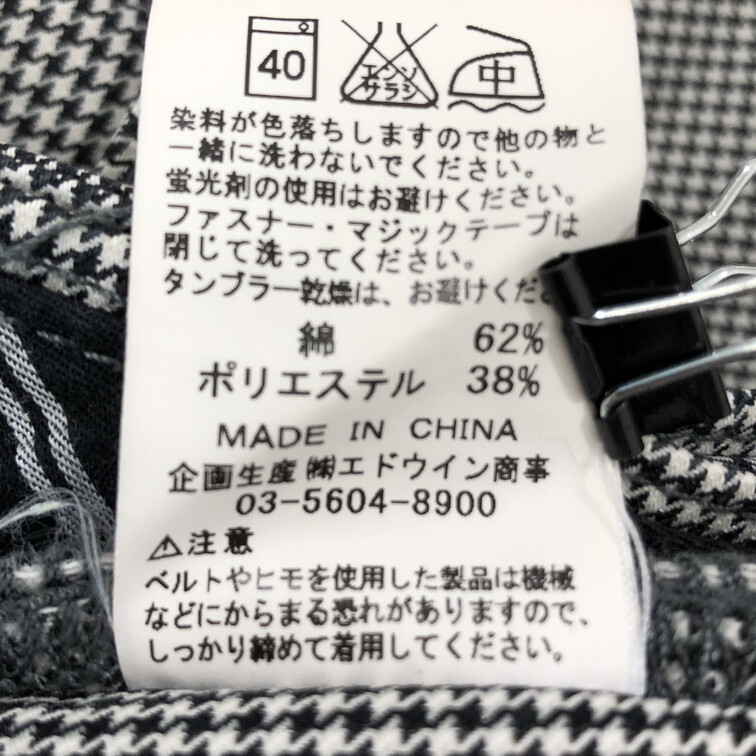 40
エンソ
サラシ
中
染料が色落ちしますので他の物と
一緒に洗わないでください。
蛍光剤の使用はお避けください。
ファスナー・マジックテープは
閉じて洗ってください。
タンブラー乾燥は、お避けくださ
綿 62%
ポリエステル 38%
MADE IN CHINA
企画生産 ㈱エドウイン商事
03-5604-8900
⚠注意
ベルトやヒモを使用した製品は機械
などにからまる恐れがありますので、
しっかり締めて着用してください。